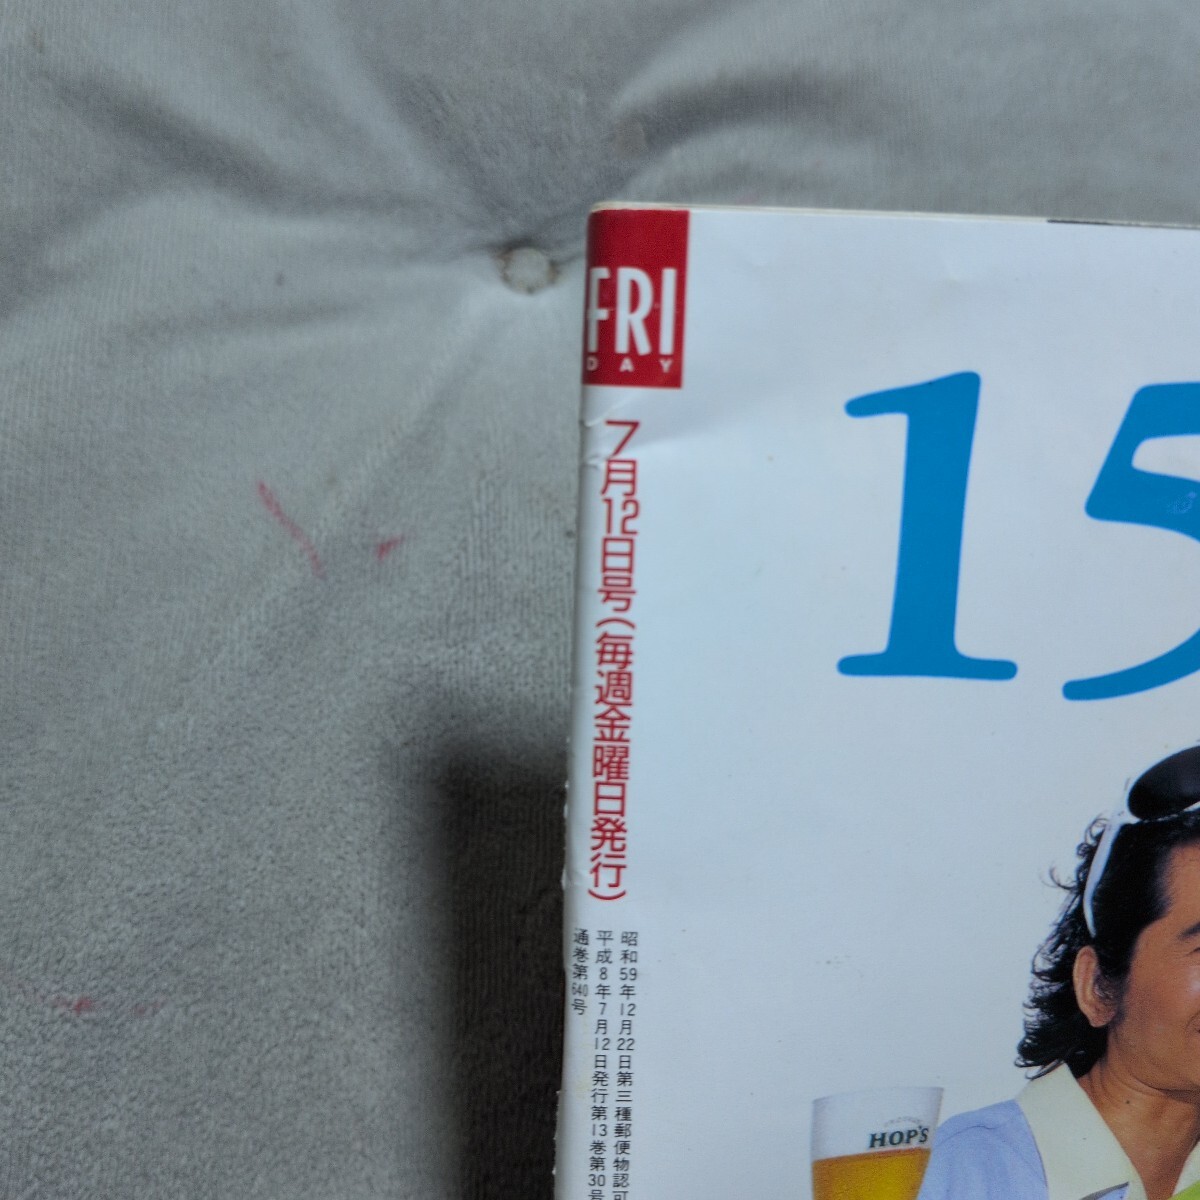 FRI
DAY
7月12日号(毎週金曜日発行)
昭和59年12月22日第三種郵便物認可
平成8年7月12日発行第13巻第30号
通巻第640号
15
HOP'S